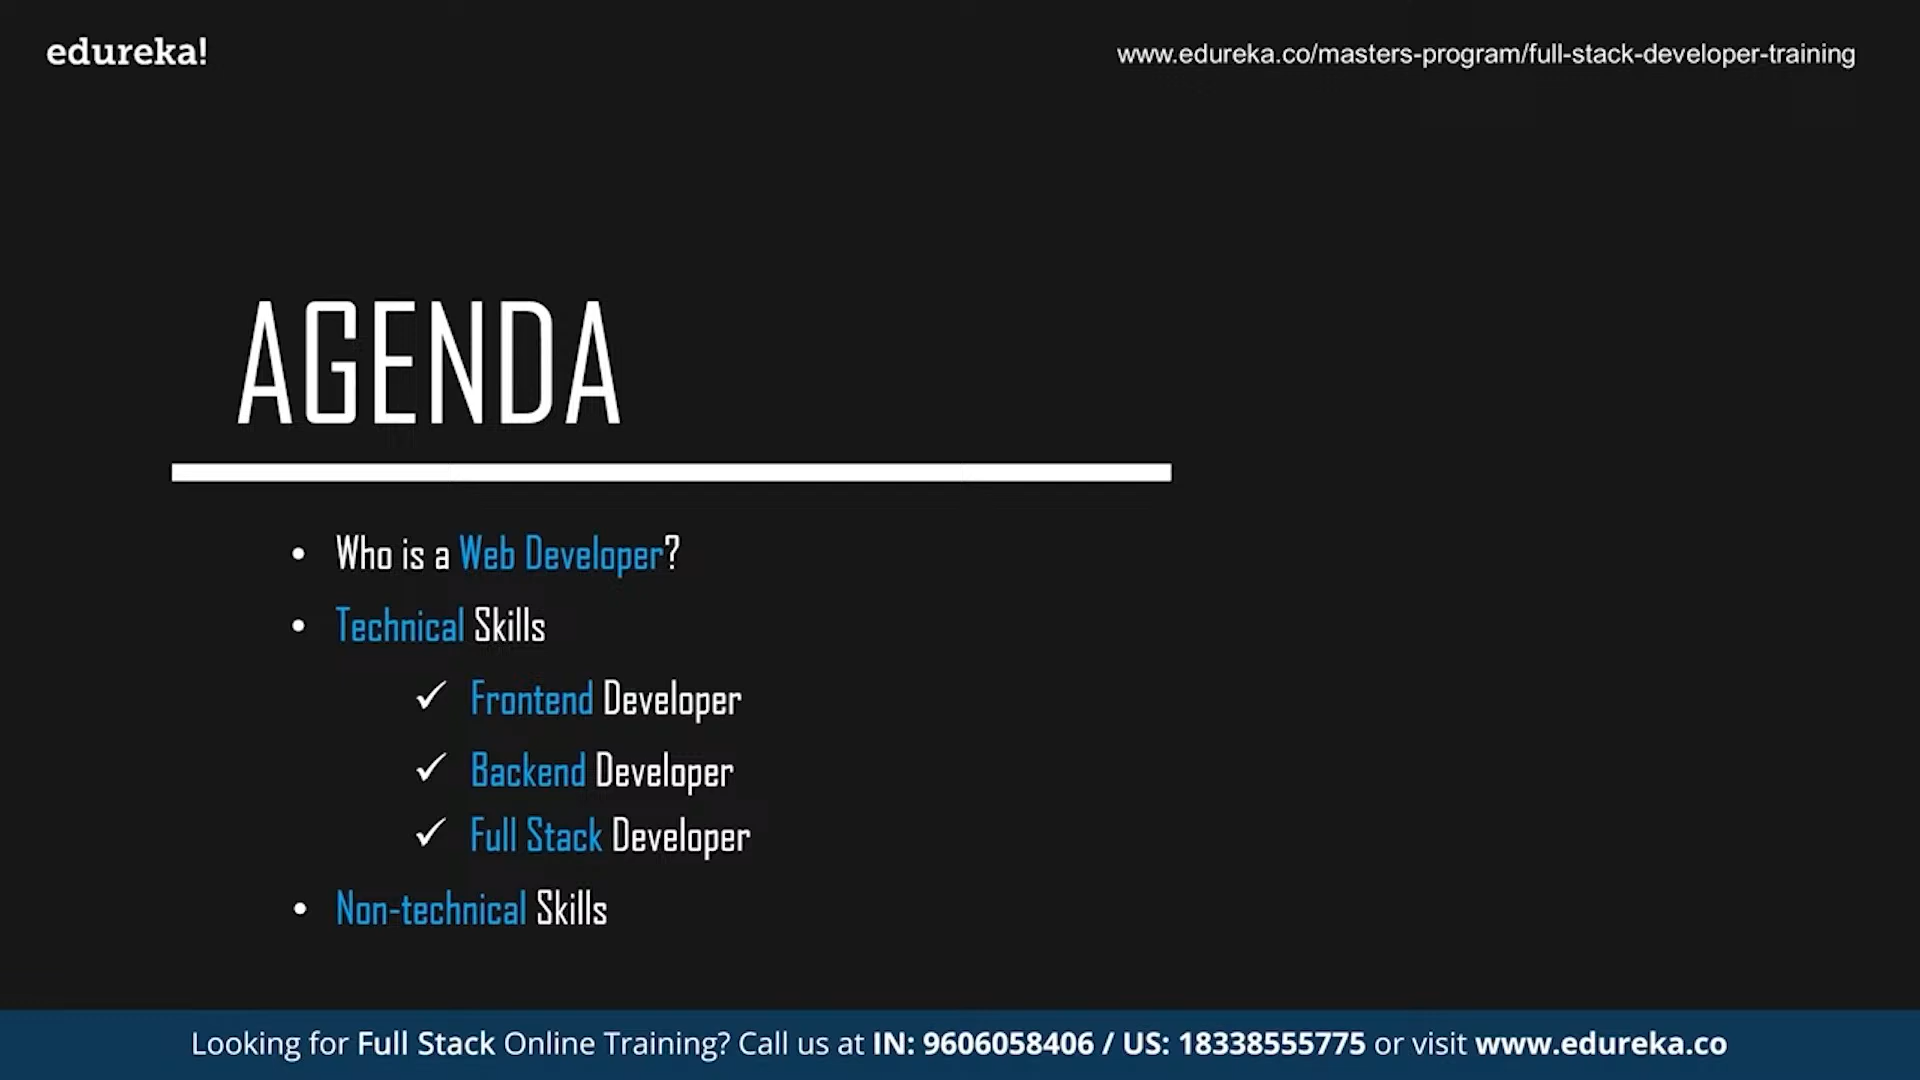 edureka!
www.edureka.co/masters-program/full-stack-developer-training
AGENDA
• Who is a Web Developer?
• Technical Skills
✓ Frontend Developer
✓ Backend Developer
✓ Full Stack Developer
• Non-technical Skills
Looking for Full Stack Online Training? Call us at IN: 9606058406 / US: 18338555775 or visit www.edureka.co